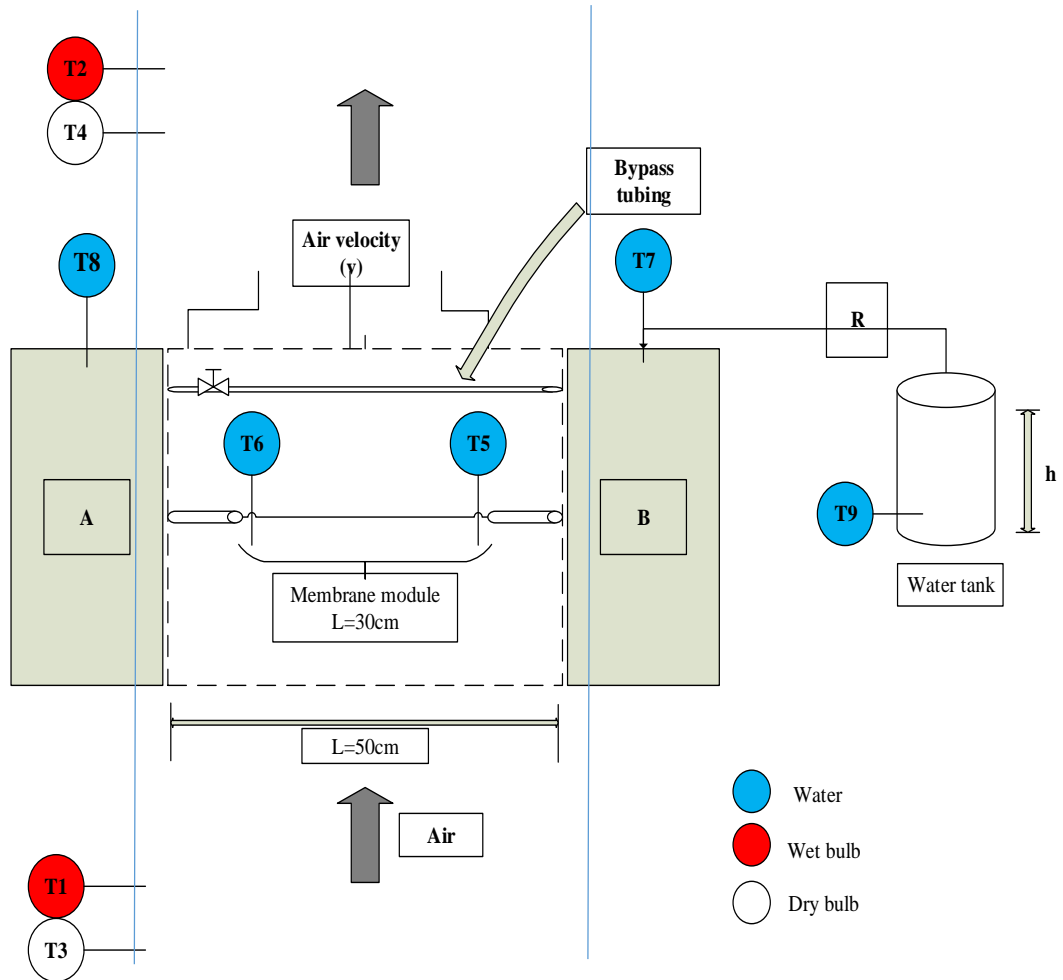 T2
T4
Bypass
tubing
Air velocity
(v)
T8
T7
R
T6
T5
h
A
B
T9
Membrane module
L=30cm
Water tank
L=50cm
Water
Air
Wet bulb
T1
Dry bulb
T3